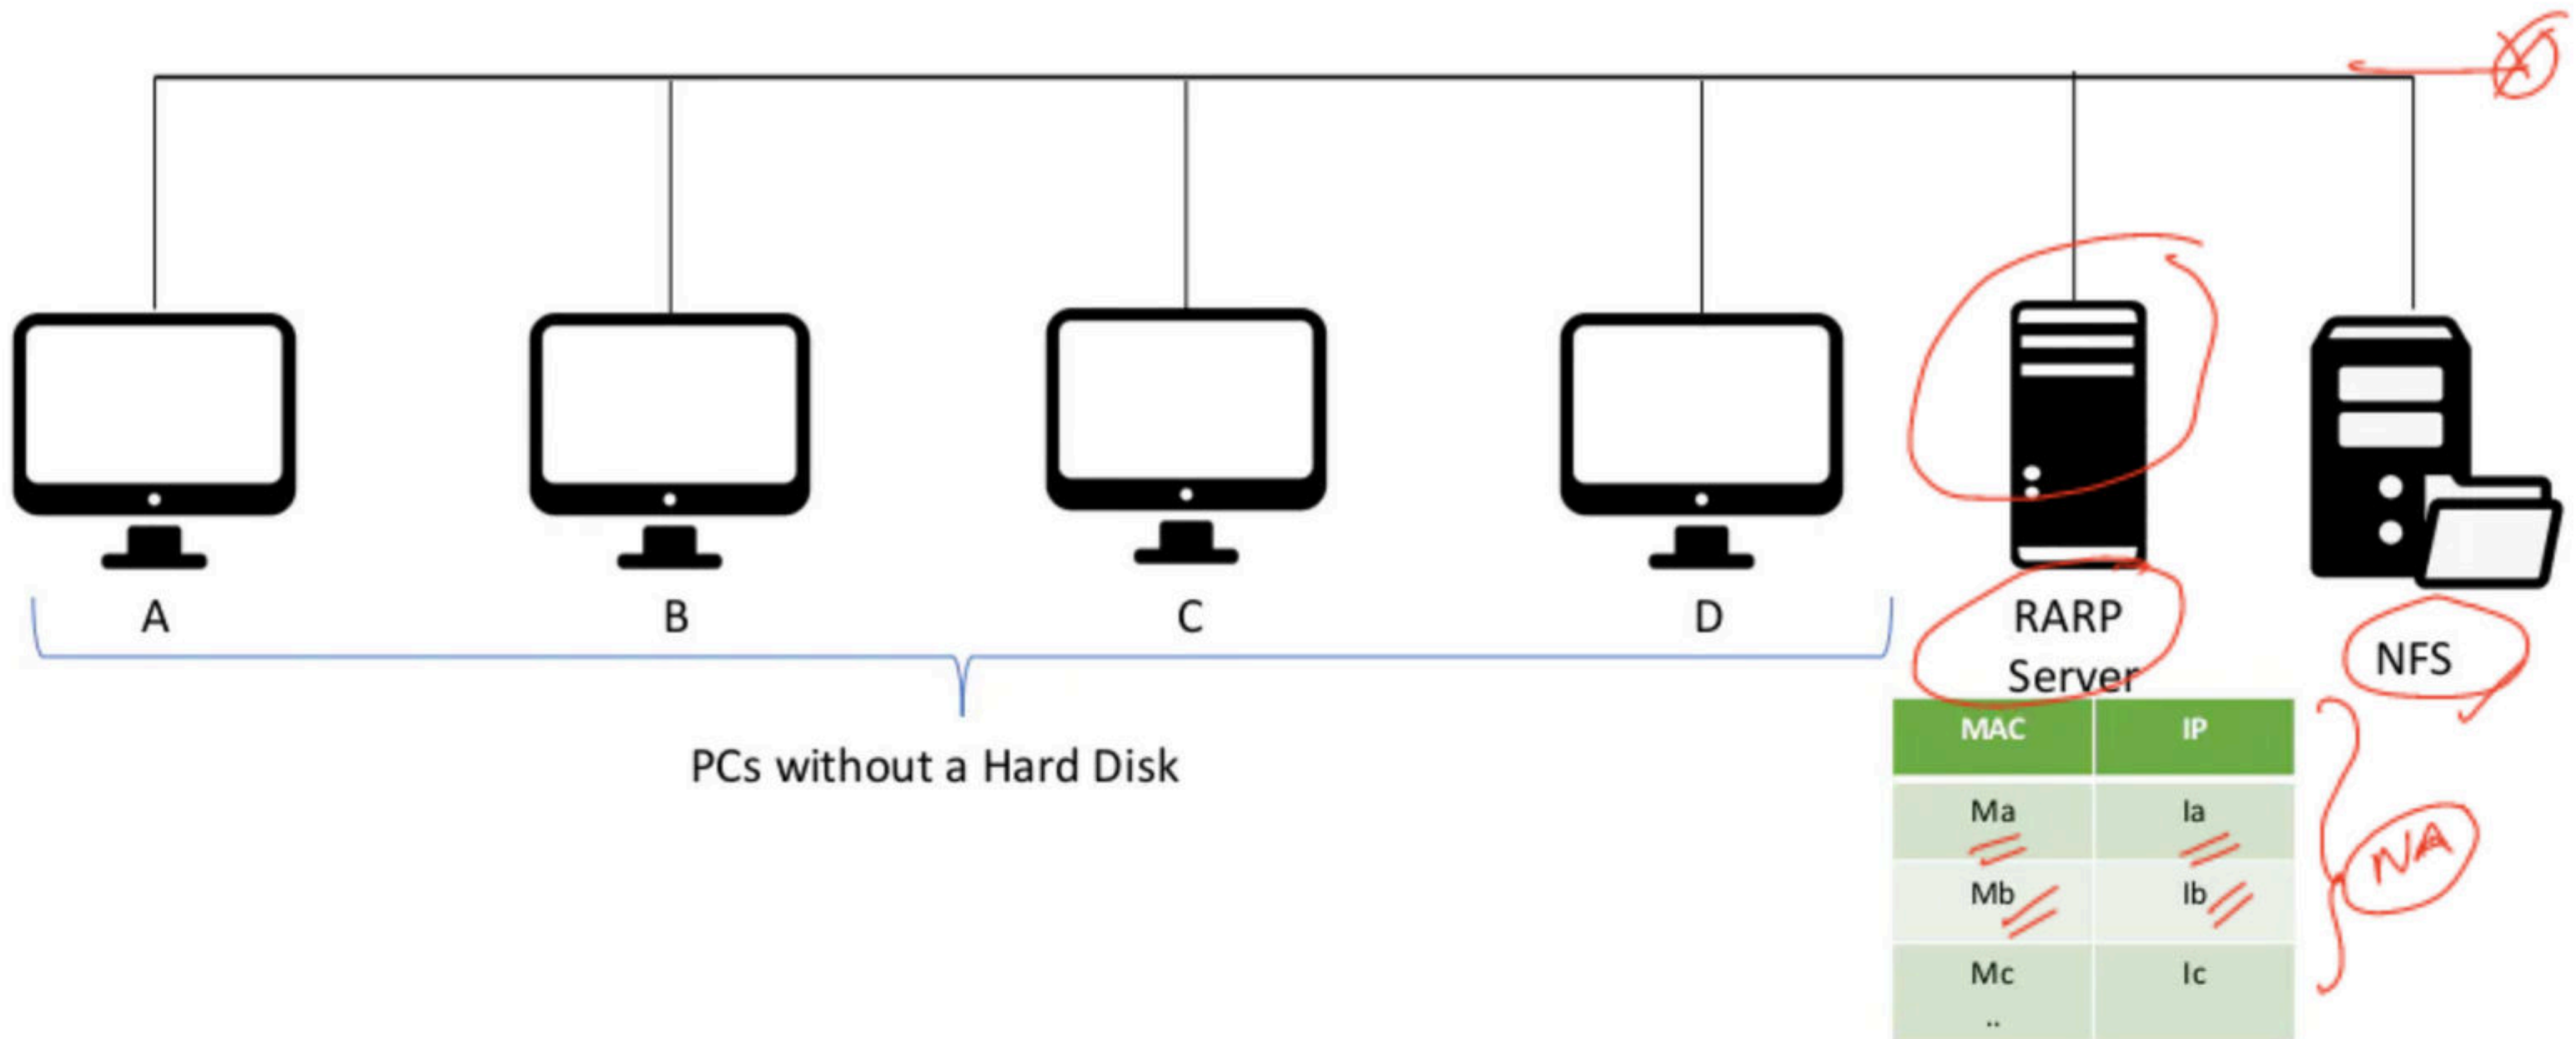 A
B
C
D
RARP
Server
NFS
PCs without a Hard Disk
MAC IP
Ma Ia
Mb Ib
Mc Ic
..
NA